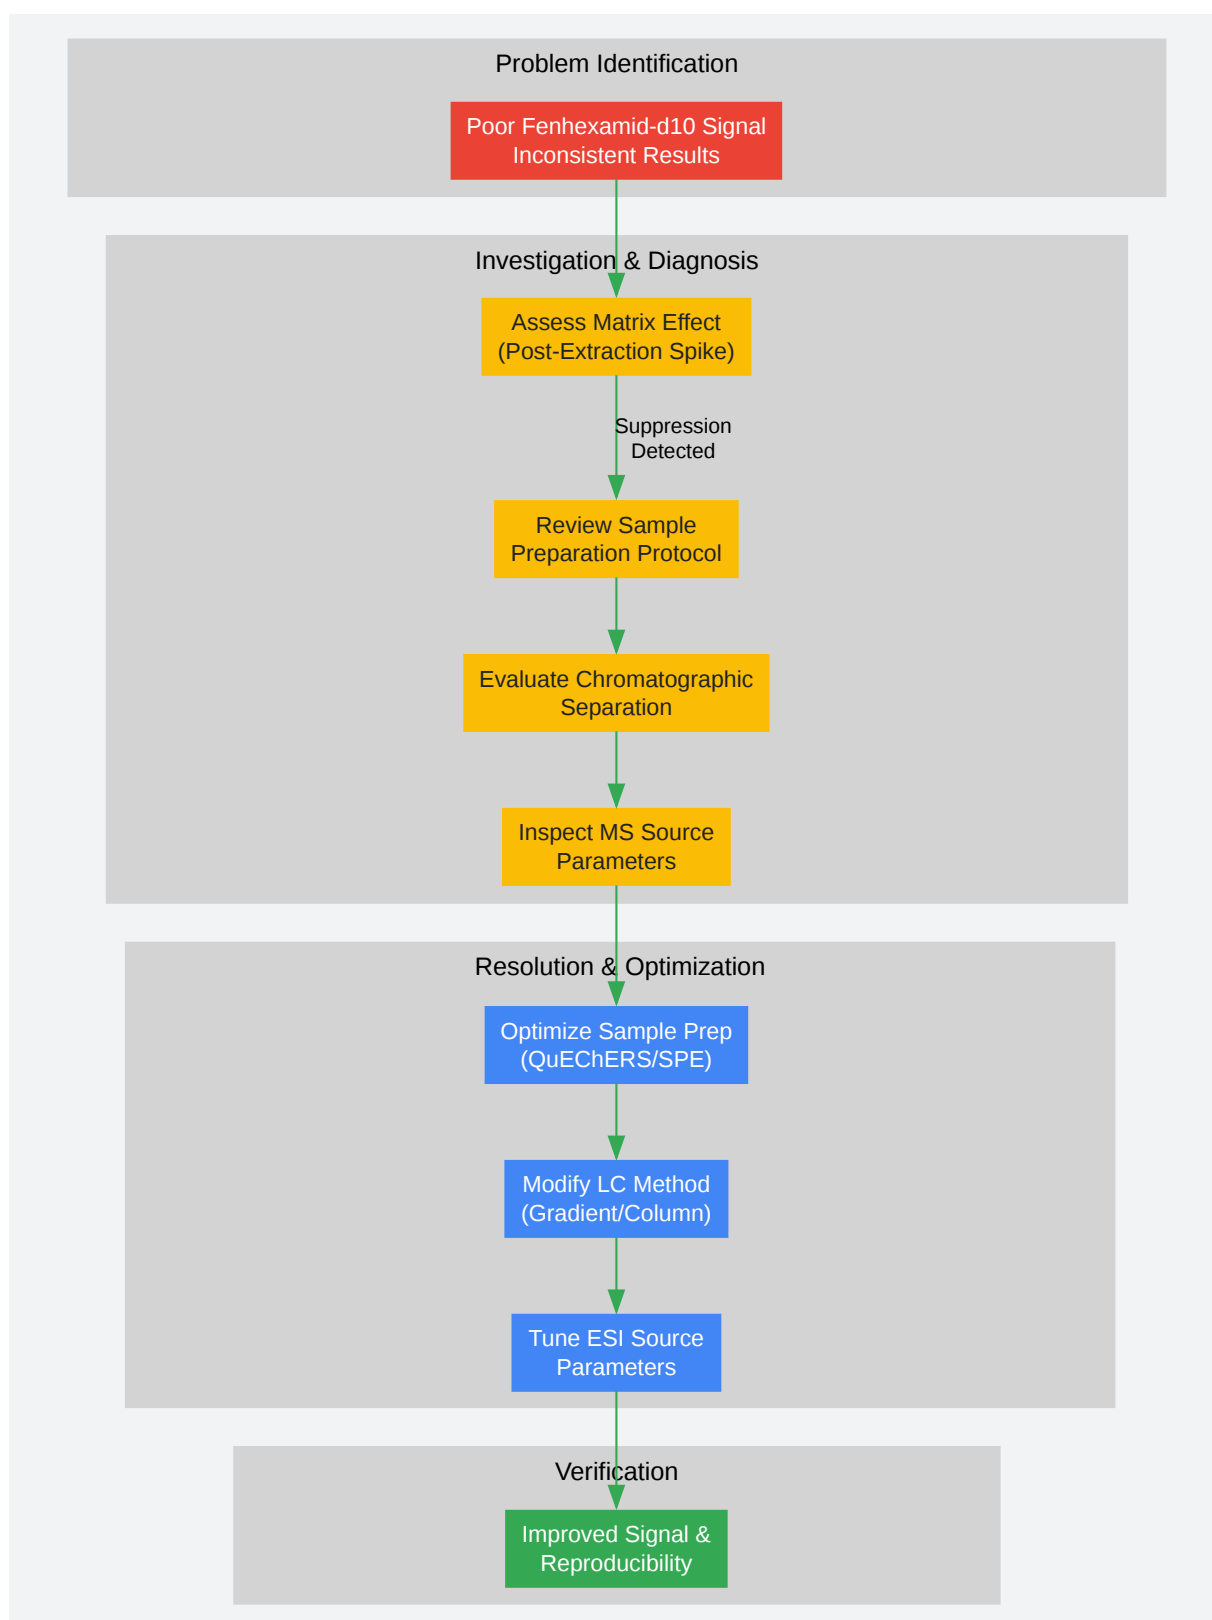 Problem Identification
Poor Fenhexamid-d10 Signal
Inconsistent Results
Investigation & Diagnosis
Assess Matrix Effect
(Post-Extraction Spike)
Suppression
Detected
Review Sample
Preparation Protocol
Evaluate Chromatographic
Separation
Inspect MS Source
Parameters
Resolution & Optimization
Optimize Sample Prep
(QuEChERS/SPE)
Modify LC Method
(Gradient/Column)
Tune ESI Source
Parameters
Verification
Improved Signal &
Reproducibility